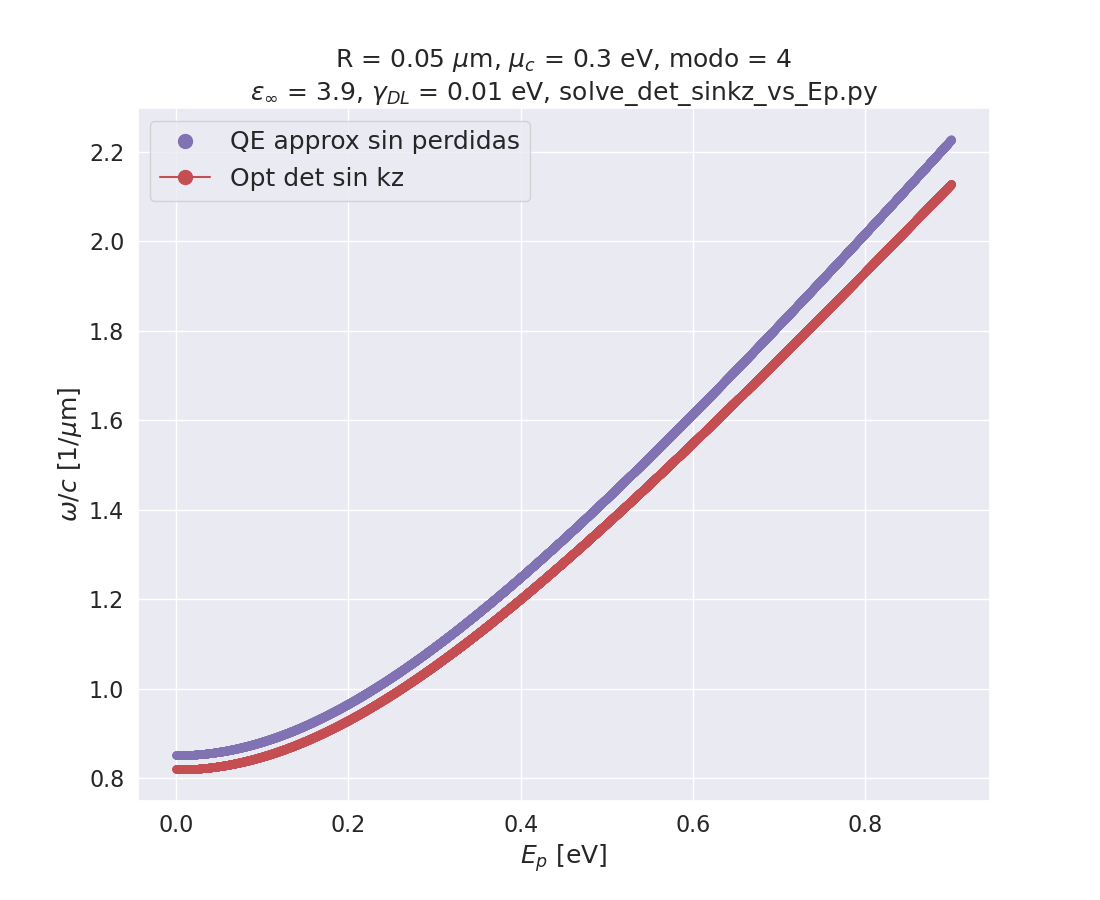 R = 0.05 μm, μ_c = 0.3 eV, modo = 4
ε_∞ = 3.9, γ_DL = 0.01 eV, solve_det_sinkz_vs_Ep.py
QE approx sin perdidas
Opt det sin kz
2.2
2.0
1.8
1.6
1.4
1.2
1.0
0.8
ω/c [1/μm]
0.0 0.2 0.4 0.6 0.8
E_p [eV]